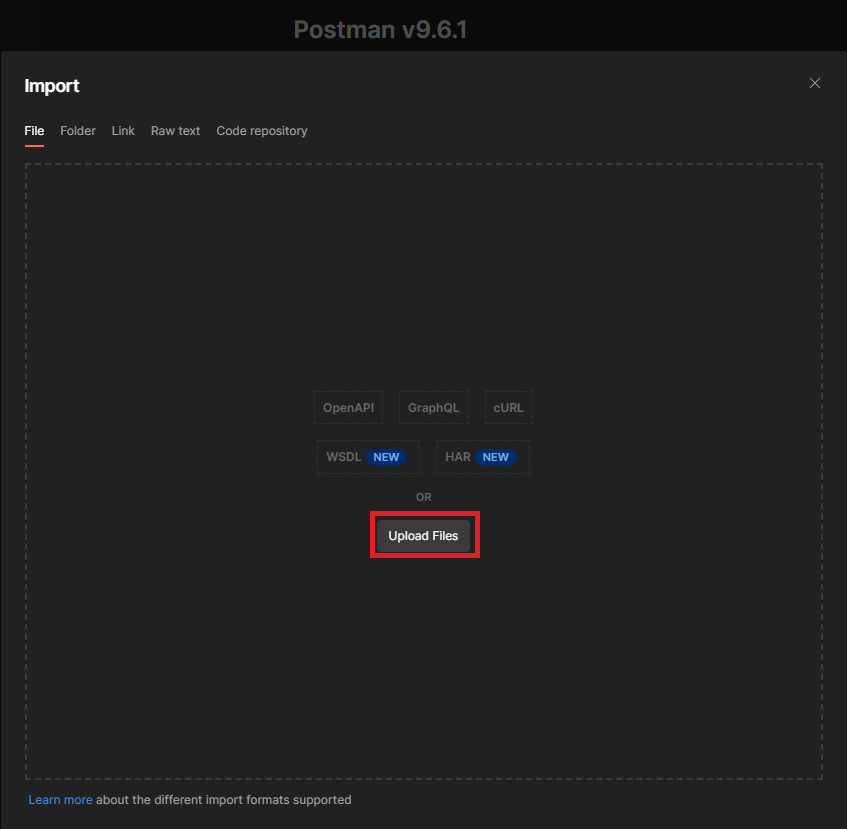 Postman v9.6.1
Import
File Folder Link Raw text Code repository
OpenAPI GraphQL cURL
WSDL NEW HAR NEW
OR
Upload Files
Learn more about the different import formats supported